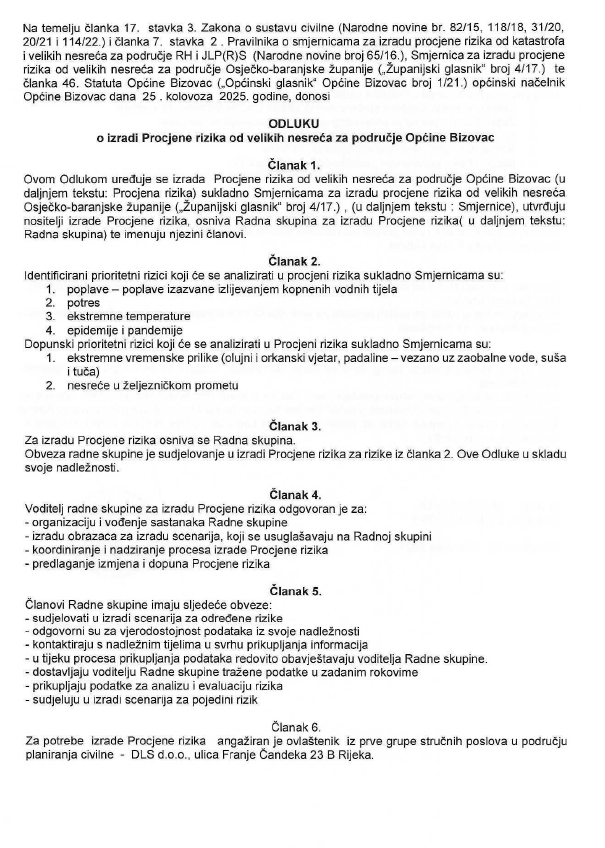 Na temelju članka 17. stavka 3. Zakona o sustavu civilne (Narodne novine br. 82/15, 118/18, 31/20,
20/21 i 114/22.) i članka 7. stavka 2 . Pravilnika o smjernicama za izradu procjene rizika od katastrofa
i velikih nesreća za područje RH i JLP(R)S (Narodne novine broj 65/16.), Smjernica za izradu procjene
rizika od velikih nesreća za područje Osječko-baranjske županije („Županijski glasnik“ broj 4/17.) te
članka 46. Statuta Općine Bizovac („Općinski glasnik“ Općine Bizovac broj 1/21.) općinski načelnik
Općine Bizovac dana 25 . kolovoza 2025. godine, donosi
ODLUKU
o izradi Procjene rizika od velikih nesreća za područje Općine Bizovac
Članak 1.
Ovom Odlukom uređuje se izrada Procjene rizika od velikih nesreća za područje Općine Bizovac (u
daljnjem tekstu: Procjena rizika) sukladno Smjernicama za izradu procjene rizika od velikih nesreća
Osječko-baranjske županije („Županijski glasnik“ broj 4/17.) , (u daljnjem tekstu : Smjernice), utvrđuju
nositelji izrade Procjene rizika, osniva Radna skupina za izradu Procjene rizika( u daljnjem tekstu:
Radna skupina) te imenuju njezini članovi.
Članak 2.
Identificirani prioritetni rizici koji će se analizirati u procjeni rizika sukladno Smjernicama su:
1. poplave – poplave izazvane izlijevanjem kopnenih vodnih tijela
2. potres
3. ekstremne temperature
4. epidemije i pandemije
Dopunski prioritetni rizici koji će se analizirati u Procjeni rizika sukladno Smjernicama su:
1. ekstremne vremenske prilike (olujni i orkanski vjetar, padaline – vezano uz zaobalne vode, suša
i tuča)
2. nesreće u željezničkom prometu
Članak 3.
Za izradu Procjene rizika osniva se Radna skupina.
Obveza radne skupine je sudjelovanje u izradi Procjene rizika za rizike iz članka 2. Ove Odluke u skladu
svoje nadležnosti.
Članak 4.
Voditelj radne skupine za izradu Procjene rizika odgovoran je za:
- organizaciju i vođenje sastanaka Radne skupine
- izradu obrazaca za izradu scenarija, koji se usuglašavaju na Radnoj skupini
- koordiniranje i nadziranje procesa izrade Procjene rizika
- predlaganje izmjena i dopuna Procjene rizika
Članak 5.
Članovi Radne skupine imaju sljedeće obveze:
- sudjelovati u izradi scenarija za određene rizike
- odgovorni su za vjerodostojnost podataka iz svoje nadležnosti
- kontaktiraju s nadležnim tijelima u svrhu prikupljanja informacija
- u tijeku procesa prikupljanja podataka redovito obavještavaju voditelja Radne skupine.
- dostavljaju voditelju Radne skupine tražene podatke u zadanim rokovime
- prikupljaju podatke za analizu i evaluaciju rizika
- sudjeluju u izradi scenarija za pojedini rizik
Članak 6.
Za potrebe izrade Procjene rizika angažiran je ovlaštenik iz prve grupe stručnih poslova u području
planiranja civilne - DLS d.o.o., ulica Franje Čandeka 23 B Rijeka.